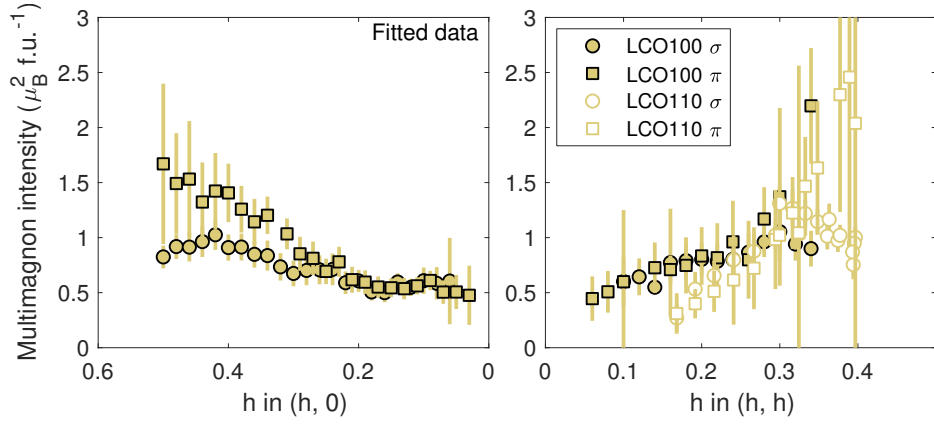 Fitted data
Multimagnon intensity (μ_B^2 f.u.^-1)
3
2.5
2
1.5
1
0.5
0
0.6
0.4
0.2
0
h in (h, 0)
LCO100 σ
LCO100 π
LCO110 σ
LCO110 π
3
2.5
2
1.5
1
0.5
0
0
0.1
0.2
0.3
0.4
h in (h, h)